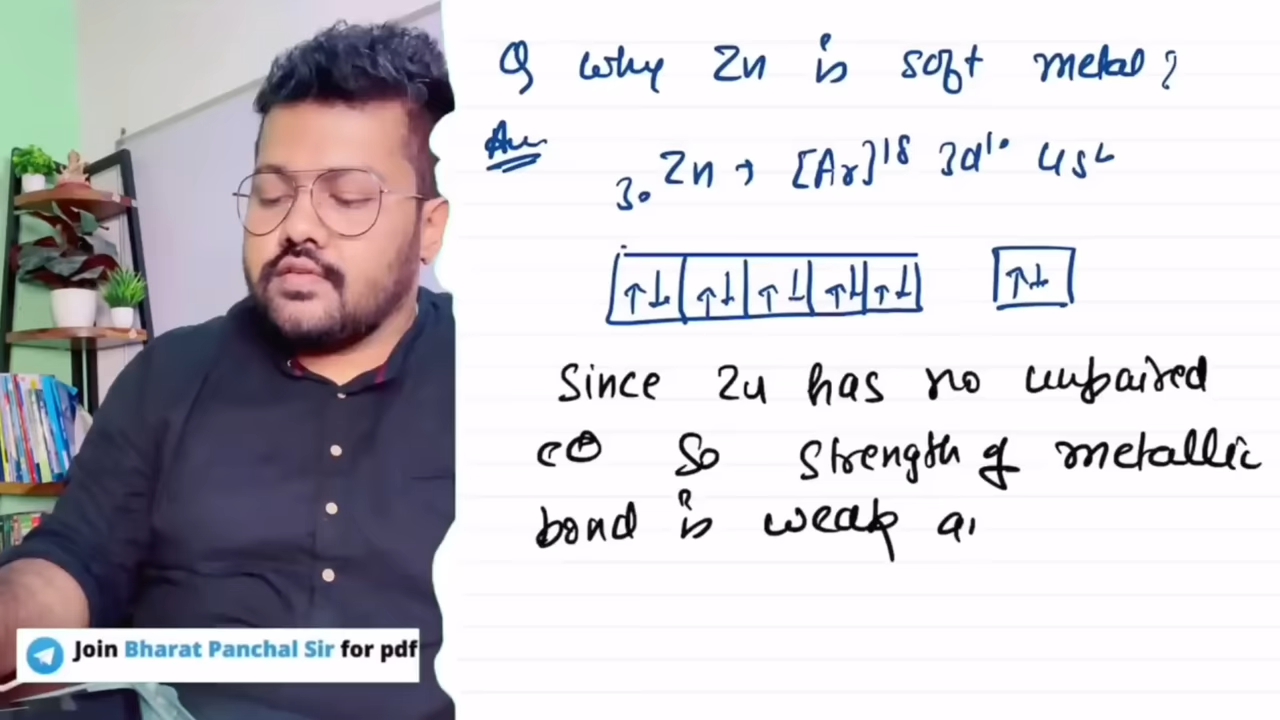 Q why Zn is soft metal?
Ans
30Zn → [Ar]18 3d10 4s2
↑↓ ↑↓ ↑↓ ↑↓ ↑↓ ↑↓
Since Zn has no unpaired
e⊖ So strength of metallic
bond is weak a
Join Bharat Panchal Sir for pdf